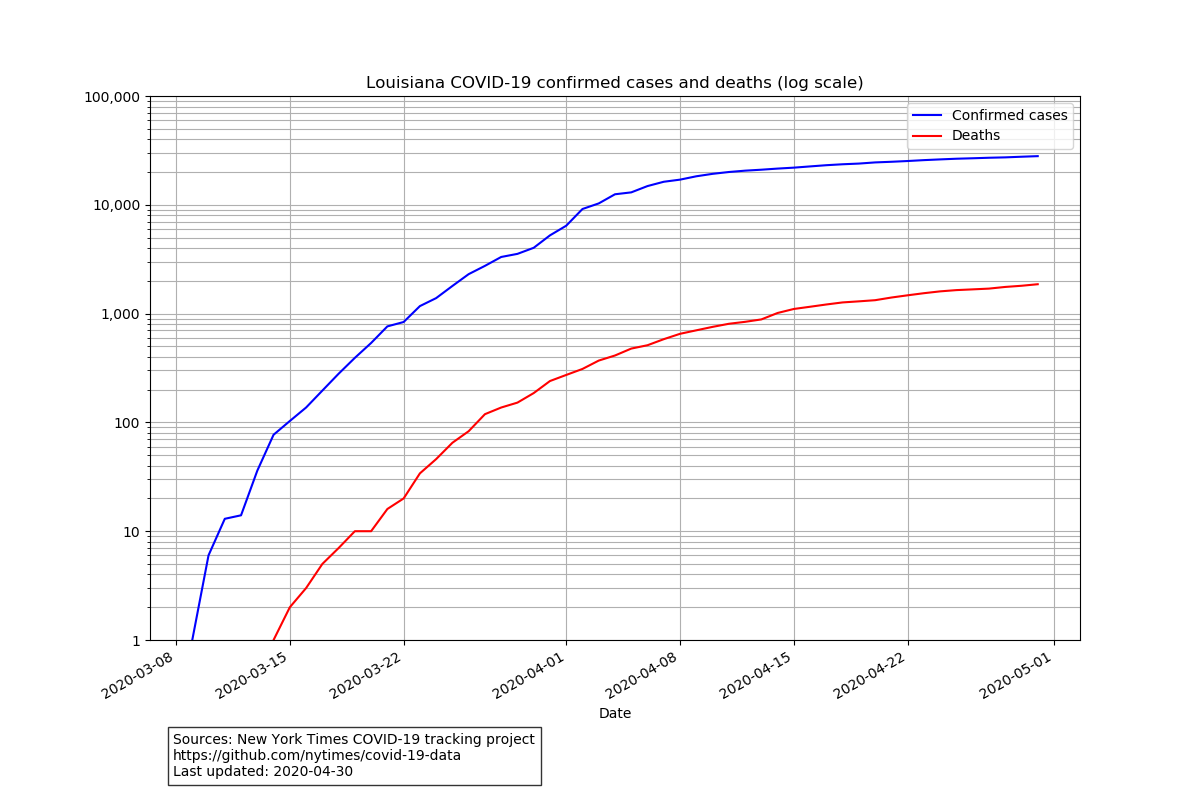 Louisiana COVID-19 confirmed cases and deaths (log scale)
100,000
10,000
1,000
100
10
1
Confirmed cases
Deaths
2020-03-08
2020-03-15
2020-03-22
2020-04-01
2020-04-08
2020-04-15
2020-04-22
2020-05-01
Date
Sources: New York Times COVID-19 tracking project
https://github.com/nytimes/covid-19-data
Last updated: 2020-04-30